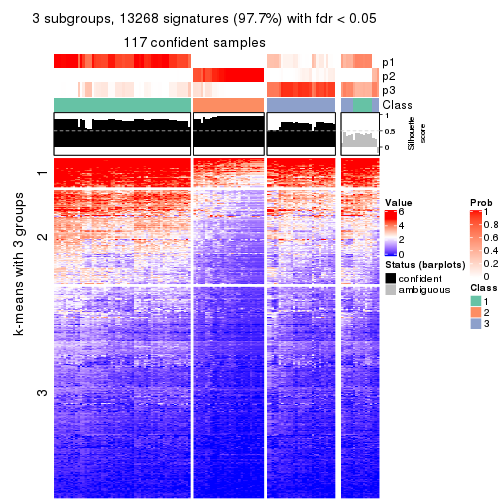 3 subgroups, 13268 signatures (97.7%) with fdr < 0.05
117 confident samples
p1
p2
p3
Class
1
0.5
0
Silhouette
score
k-means with 3 groups
1
2
3
Value
6
4
2
0
Status (barplots)
confident
ambiguous
Prob
1
0.8
0.6
0.4
0.2
0
Class
1
2
3